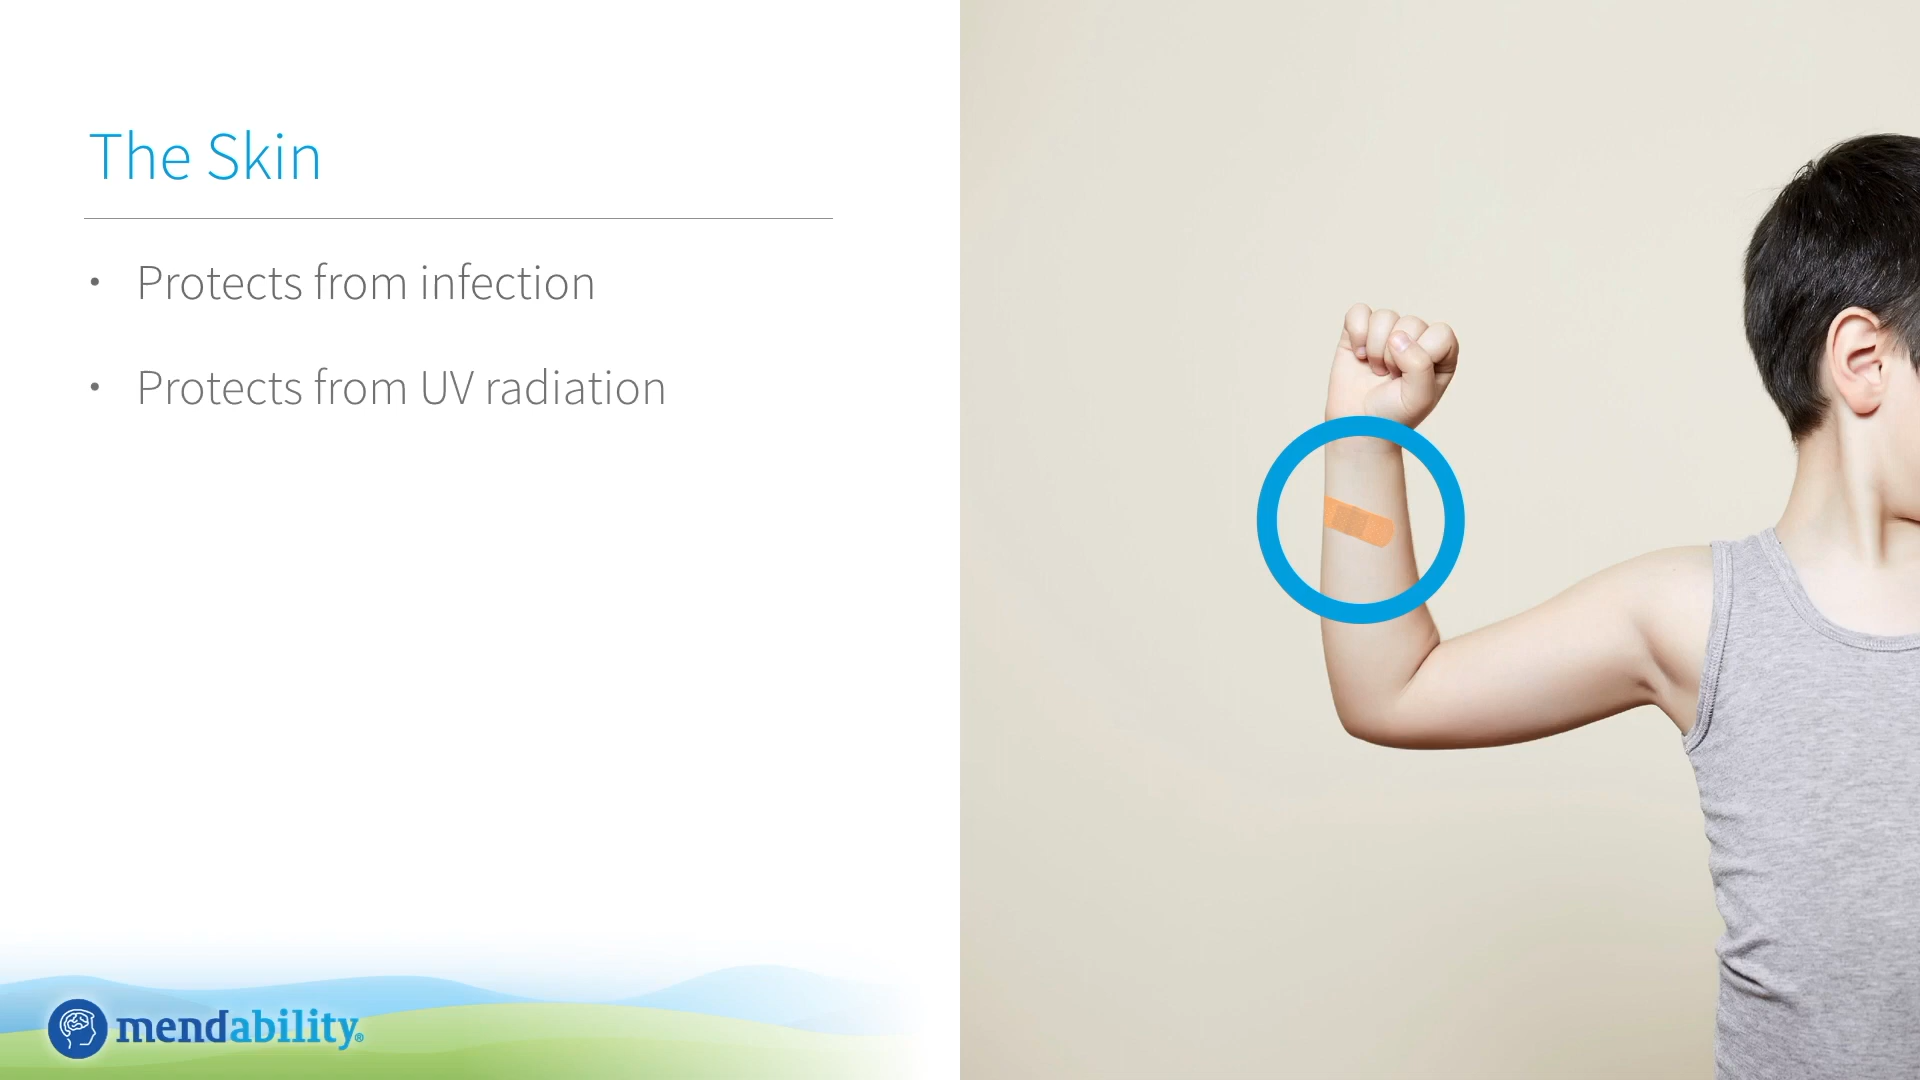 The Skin
• Protects from infection
• Protects from UV radiation
mendability®